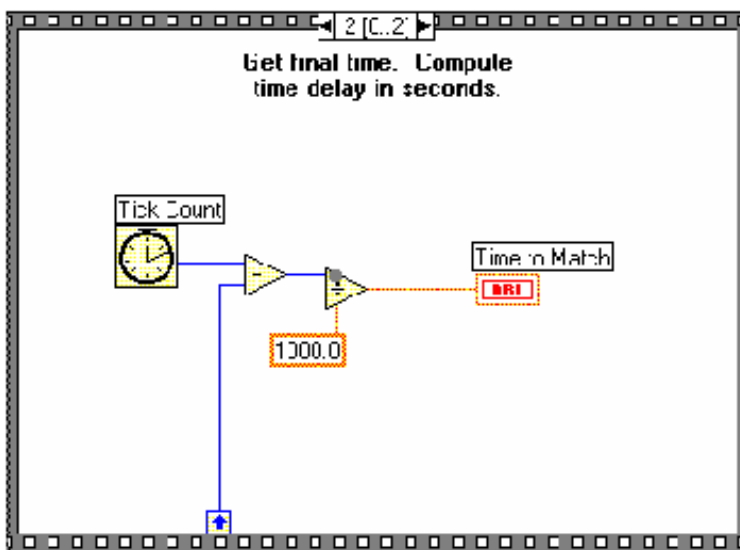 2 [0..2]
Get final time. Compute
time delay in seconds.
Tick Count
Time to Match
DBL
1000.0